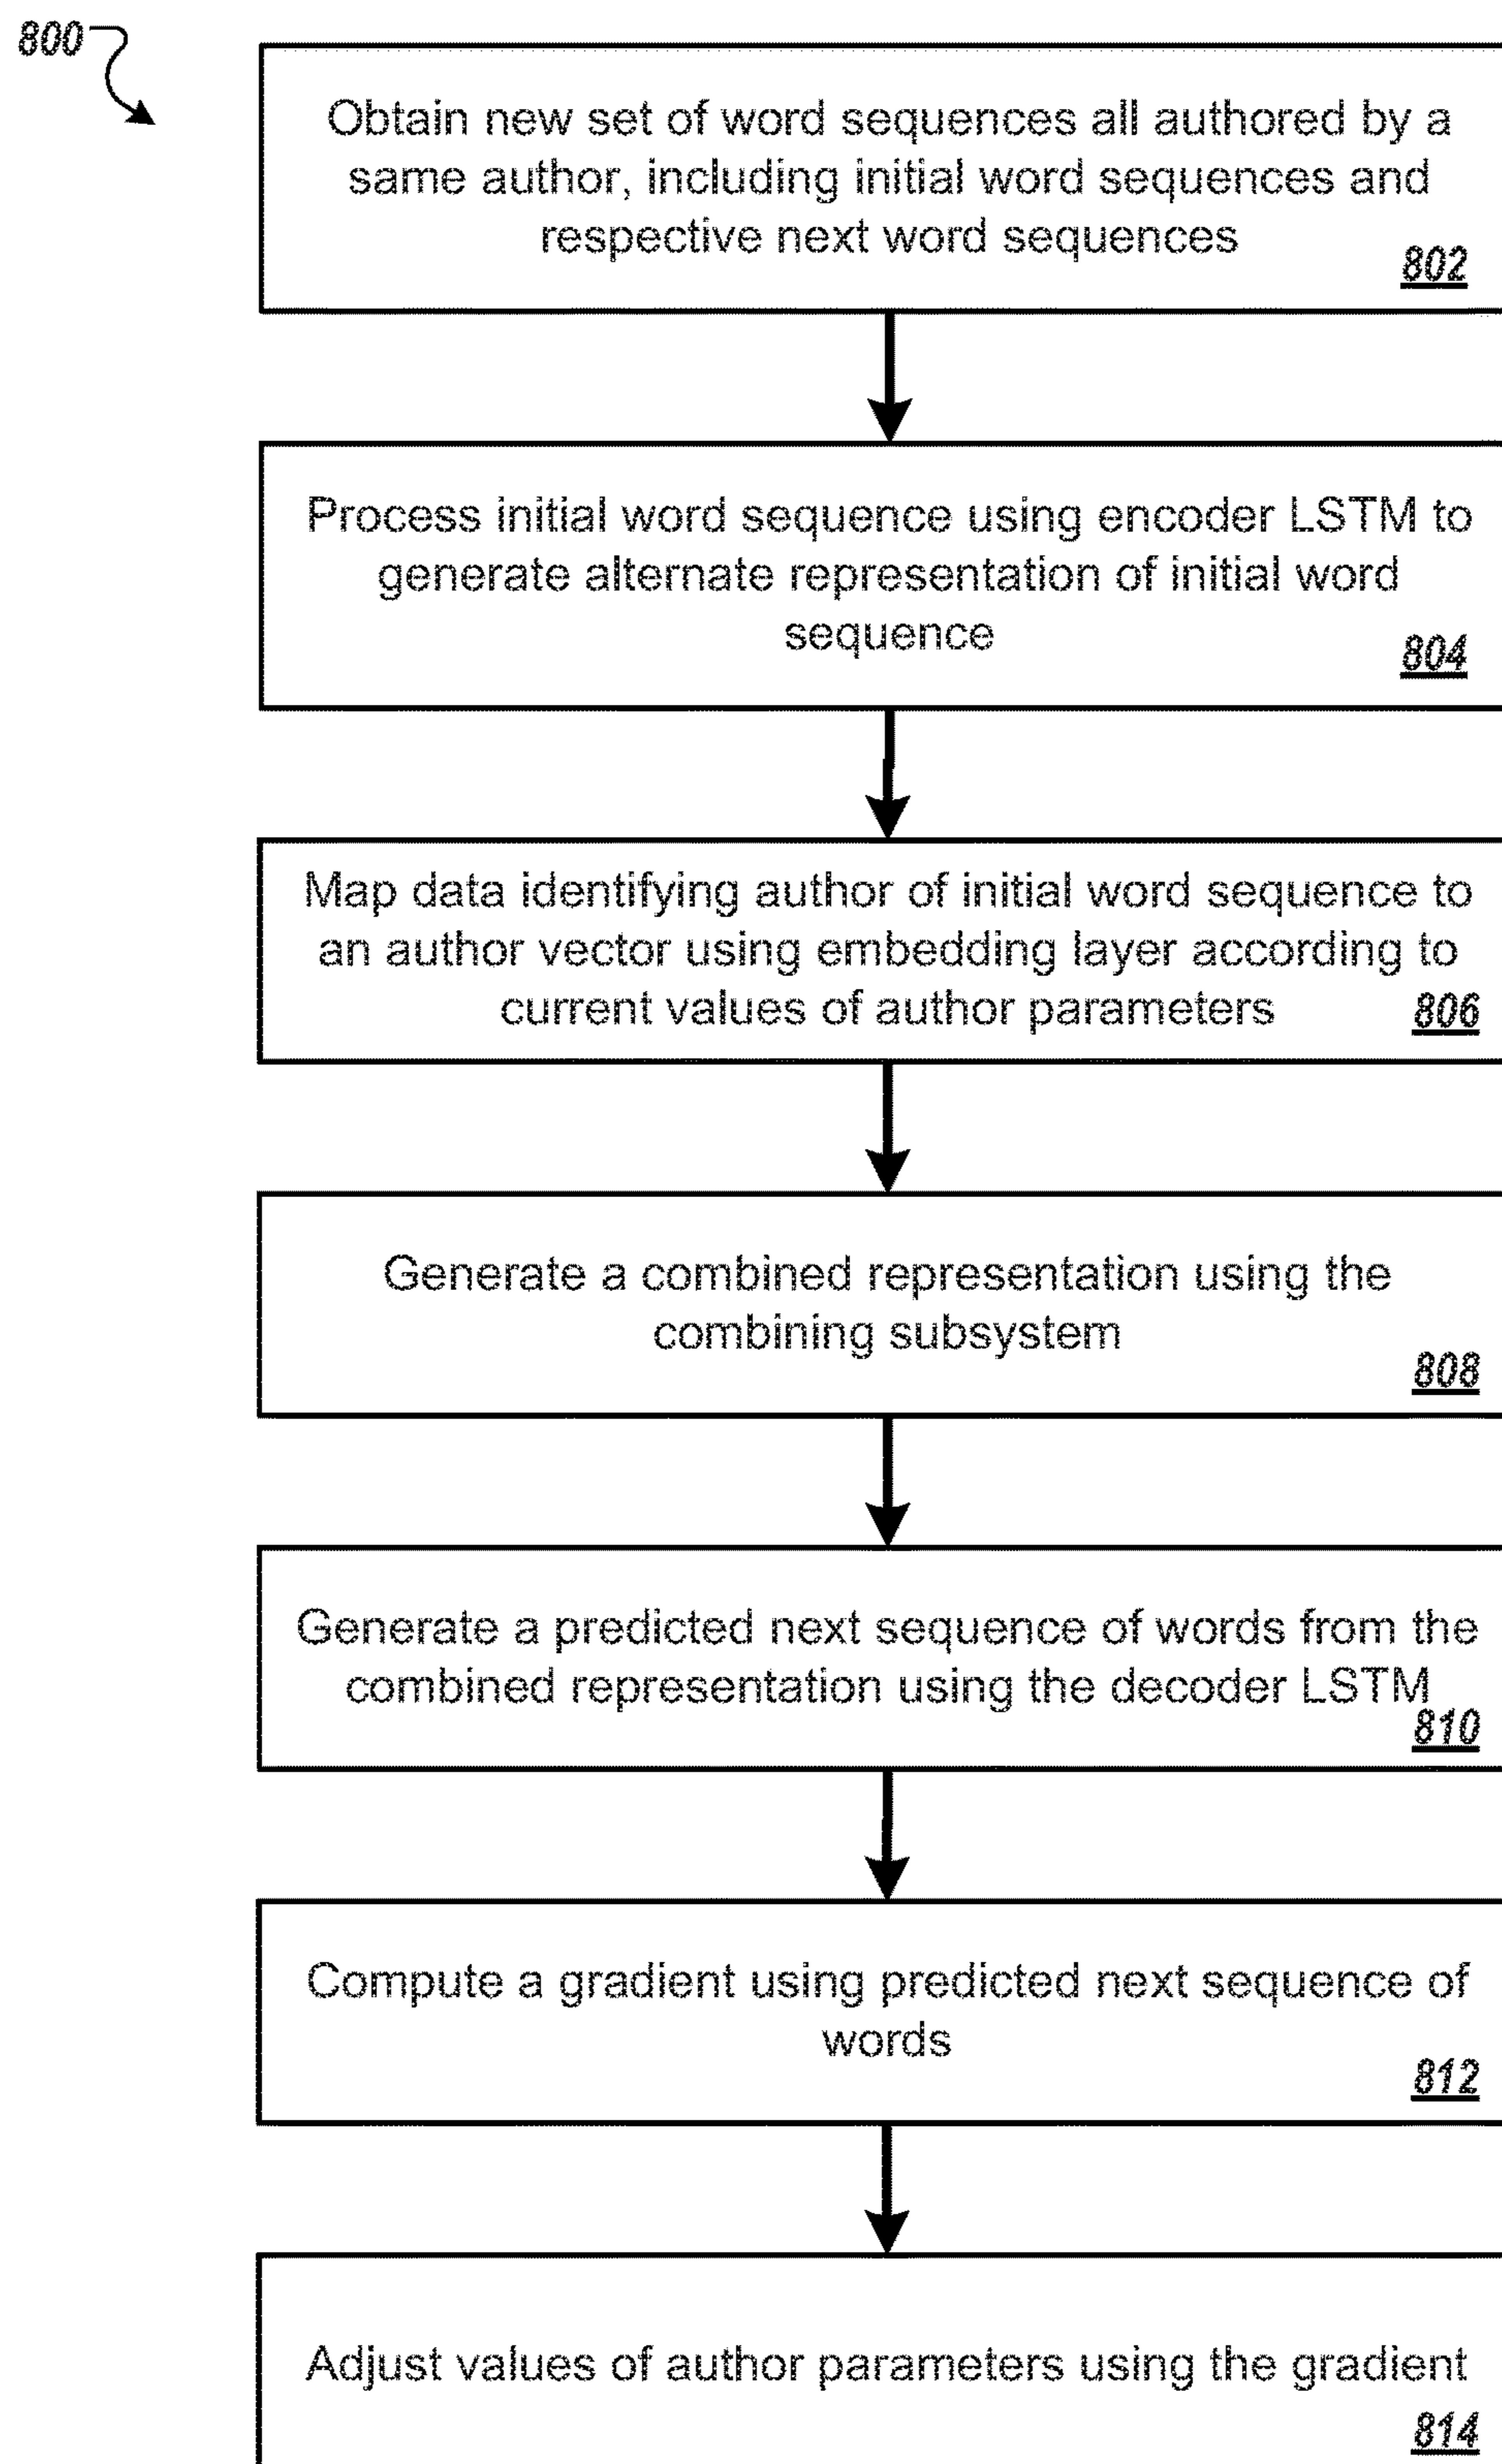 800
Obtain new set of word sequences all authored by a
same author, including initial word sequences and
respective next word sequences
802
Process initial word sequence using encoder LSTM to
generate alternate representation of initial word
sequence
804
Map data identifying author of initial word sequence to
an author vector using embedding layer according to
current values of author parameters
806
Generate a combined representation using the
combining subsystem
808
Generate a predicted next sequence of words from the
combined representation using the decoder LSTM
810
Compute a gradient using predicted next sequence of
words
812
Adjust values of author parameters using the gradient
814